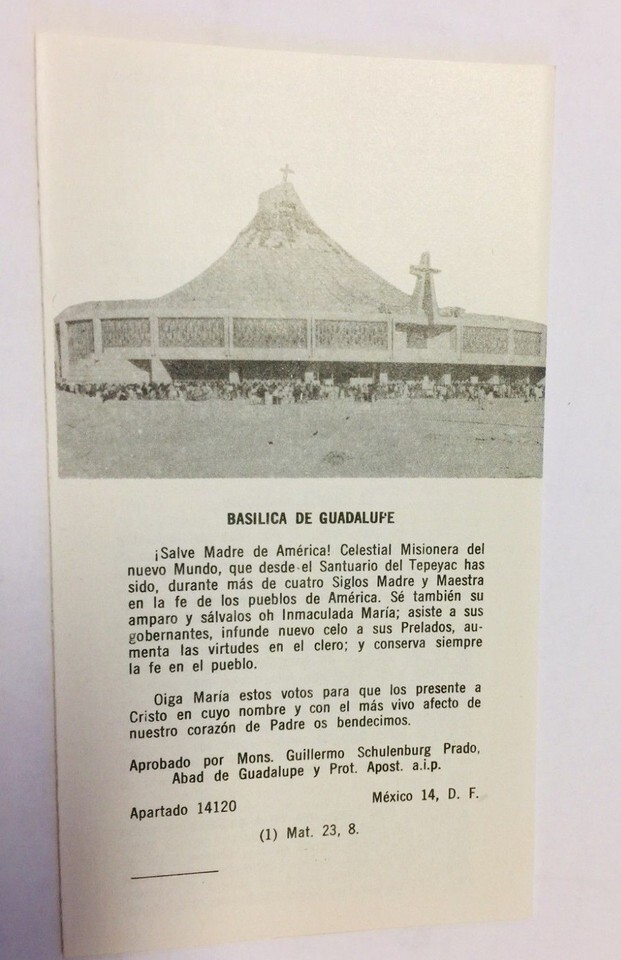 BASILICA DE GUADALUPE
¡Salve Madre de América! Celestial Misionera del
nuevo Mundo, que desde el Santuario del Tepeyac has
sido, durante más de cuatro Siglos Madre y Maestra
en la fe de los pueblos de América. Sé también su
amparo y sálvalos oh Inmaculada María; asiste a sus
gobernantes, infunde nuevo celo a sus Prelados, au-
menta las virtudes en el clero; y conserva siempre
la fe en el pueblo.
Oiga María estos votos para que los presente a
Cristo en cuyo nombre y con el más vivo afecto de
nuestro corazón de Padre os bendecimos.
Aprobado por Mons. Guillermo Schulenburg Prado,
Abad de Guadalupe y Prot. Apost. a.i.p.
Apartado 14120 México 14, D. F.
(1) Mat. 23, 8.